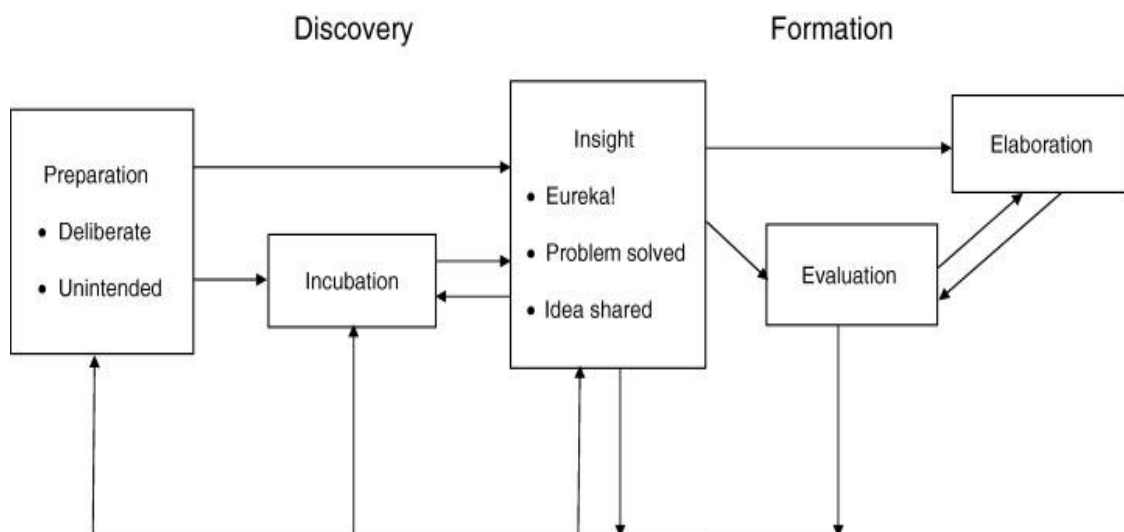 Discovery
Formation
Preparation
• Deliberate
• Unintended
Incubation
Insight
• Eureka!
• Problem solved
• Idea shared
Evaluation
Elaboration